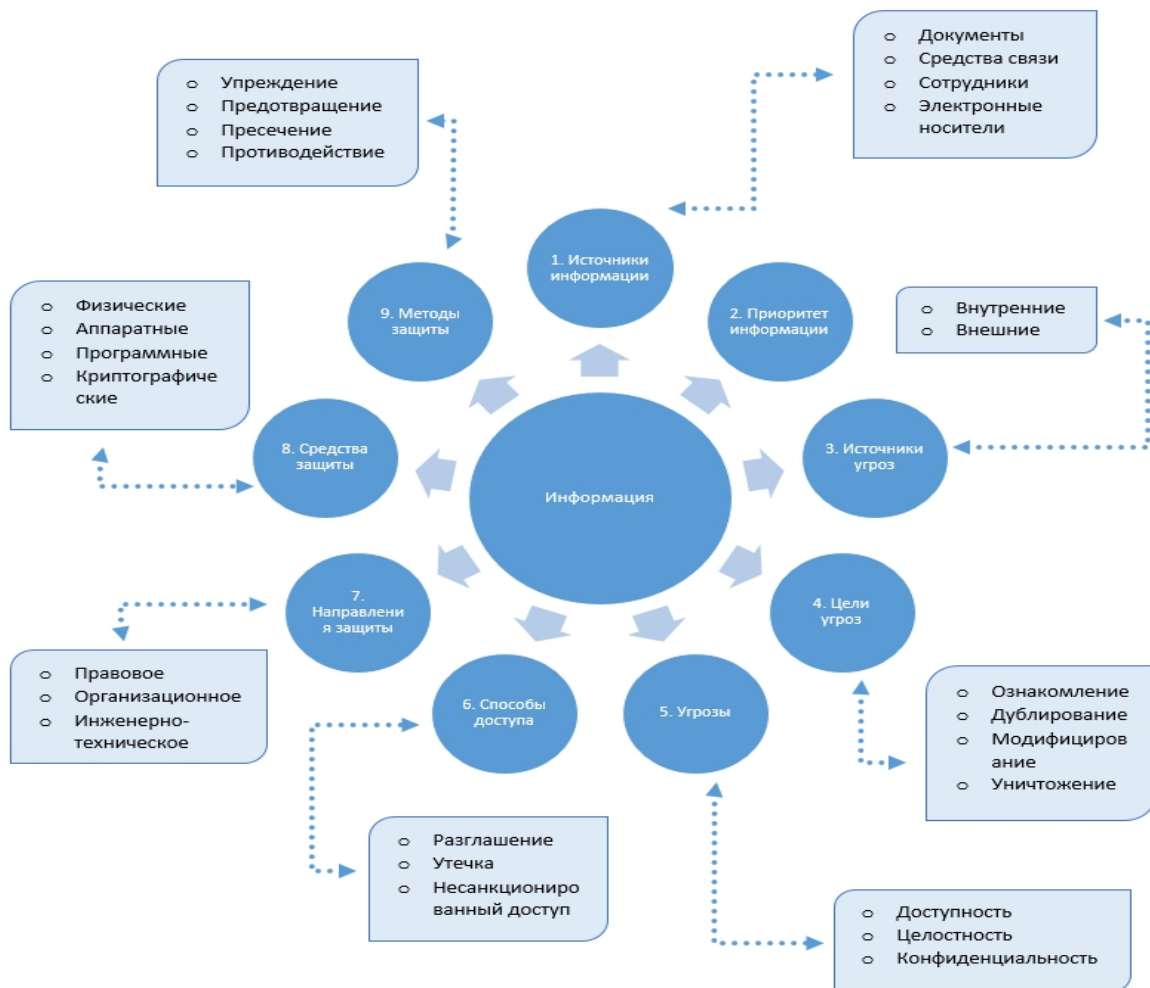 Документы
Средства связи
Сотрудники
Электронные
носители
Упреждение
Предотвращение
Пресечение
Противодействие
1. Источники
информации
9. Методы
защиты
2. Приоритет
информации
Физические
Аппаратные
Программные
Криптографиче
ские
Внутренние
Внешние
8. Средства
защиты
3. Источники
угроз
Информация
7.
Направлени
я защиты
4. Цели
угроз
Правовое
Организационное
Инженерно-
техническое
6. Способы
доступа
5. Угрозы
Ознакомление
Дублирование
Модифициров
ание
Уничтожение
Разглашение
Утечка
Несанкциониро
ванный доступ
Доступность
Целостность
Конфиденциальность